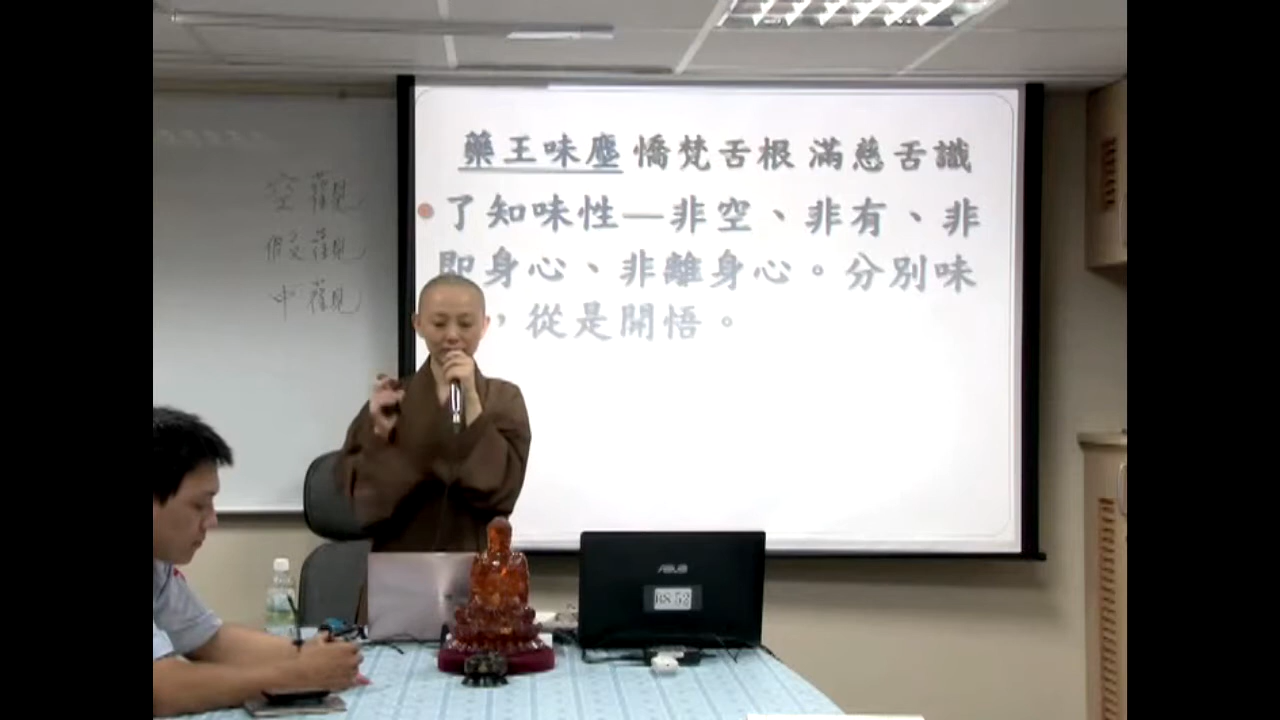 藥王味塵 憍梵舌根 滿慈舌識
了知味性—非空、非有、非
即身心、非離身心。分別味
，從是開悟。
空觀
假觀
中觀
ASUS
RS 52